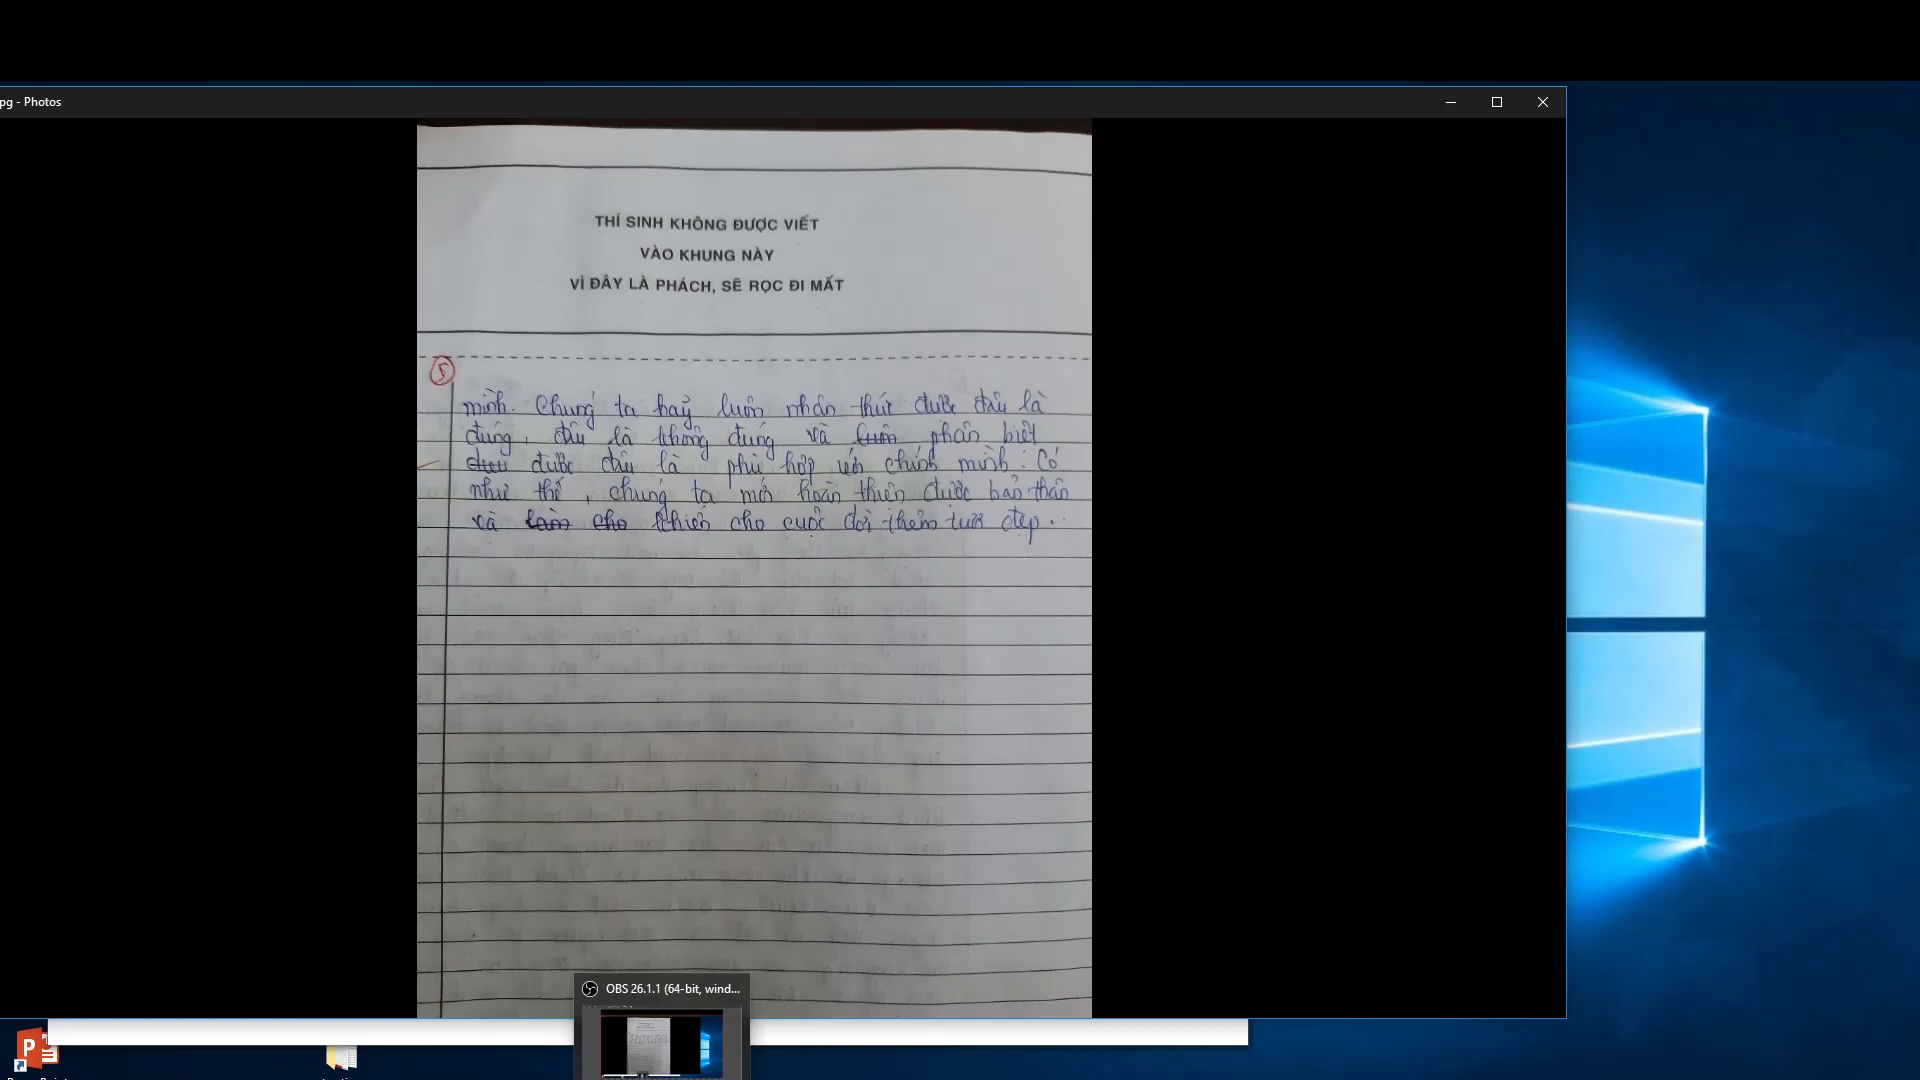 pg - Photos
THÍ SINH KHÔNG ĐƯỢC VIẾT
VÀO KHUNG NÀY
VÌ ĐÂY LÀ PHÁCH, SẼ RỌC ĐI MẤT
5
mình. Chúng ta hãy luôn nhận thức được đâu là
đúng, đâu là không đúng và luôn phân biệt
được đâu là phù hợp với chính mình. Có
như thế, chúng ta mới hoàn thiện được bản thân
và làm cho khiến cho cuộc đời thêm tươi đẹp.
OBS 26.1.1 (64-bit, wind...